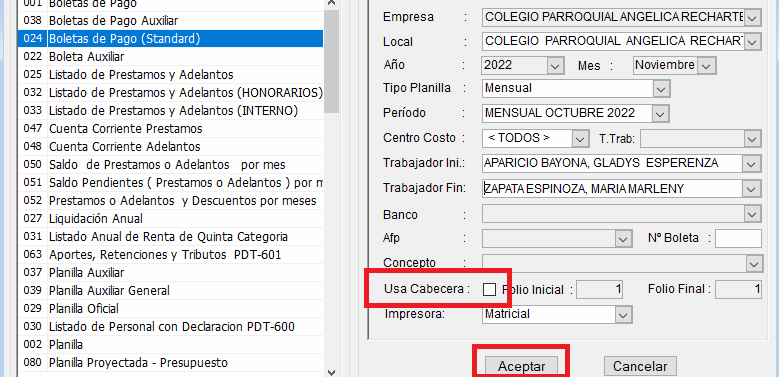 001 Boletas de Pago
038 Boletas de Pago Auxiliar
024 Boletas de Pago (Standard)
022 Boleta Auxiliar
025 Listado de Prestamos y Adelantos
032 Listado de Prestamos y Adelantos (HONORARIOS)
033 Listado de Prestamos y Adelantos (INTERNO)
047 Cuenta Corriente Prestamos
048 Cuenta Corriente Adelantos
050 Saldo de Prestamos o Adelantos por mes
051 Saldo Pendientes ( Prestamos o Adelantos ) por m
052 Prestamos o Adelantos y Descuentos por meses
027 Liquidación Anual
031 Listado Anual de Renta de Quinta Categoria
063 Aportes, Retenciones y Tributos PDT-601
037 Planilla Auxiliar
039 Planilla Auxiliar General
029 Planilla Oficial
030 Listado de Personal con Declaracion PDT-600
002 Planilla
080 Planilla Proyectada - Presupuesto
Empresa : COLEGIO PARROQUIAL ANGELICA RECHARTE
Local : COLEGIO PARROQUIAL ANGELICA RECHART
Año : 2022 Mes : Noviembre
Tipo Planilla : Mensual
Período : MENSUAL OCTUBRE 2022
Centro Costo : < TODOS > T.Trab:
Trabajador Ini.: APARICIO BAYONA, GLADYS ESPERENZA
Trabajador Fin: ZAPATA ESPINOZA, MARIA MARLENY
Banco :
Afp : Nº Boleta :
Concepto :
Usa Cabecera : Folio Inicial : 1 Folio Final : 1
Impresora: Matricial
Aceptar Cancelar